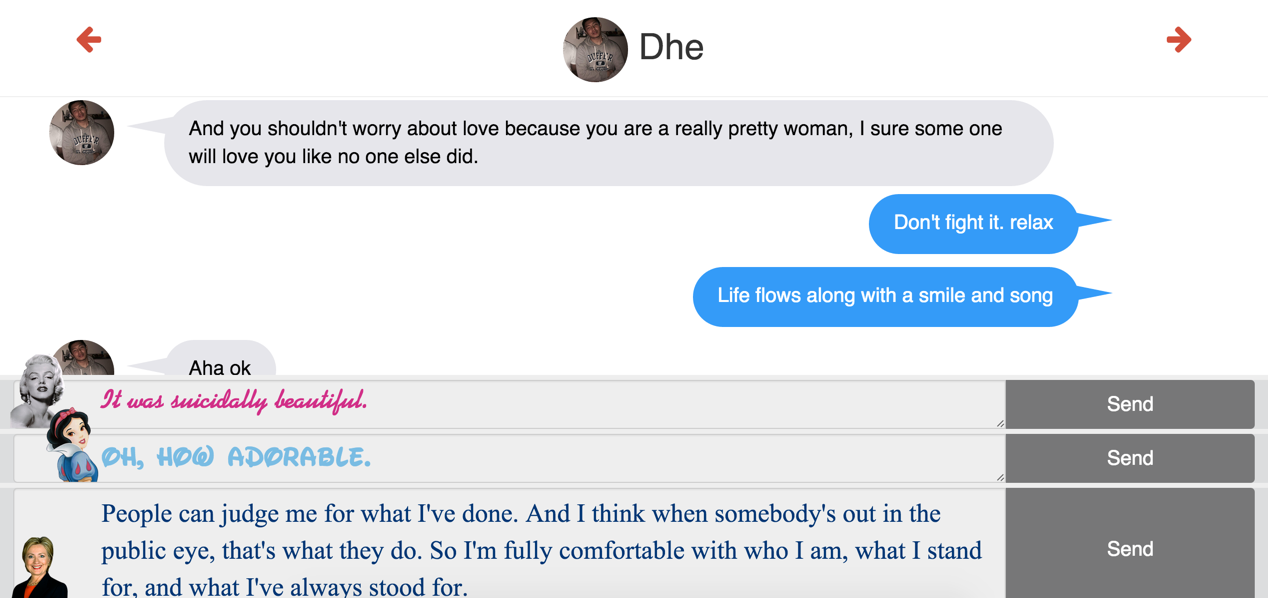 Dhe
And you shouldn't worry about love because you are a really pretty woman, I sure some one
will love you like no one else did.
Don't fight it. relax
Life flows along with a smile and song
Aha ok
It was suicidally beautiful.
Send
OH, HOW ADORABLE.
Send
People can judge me for what I've done. And I think when somebody's out in the
public eye, that's what they do. So I'm fully comfortable with who I am, what I stand
for, and what I've always stood for.
Send